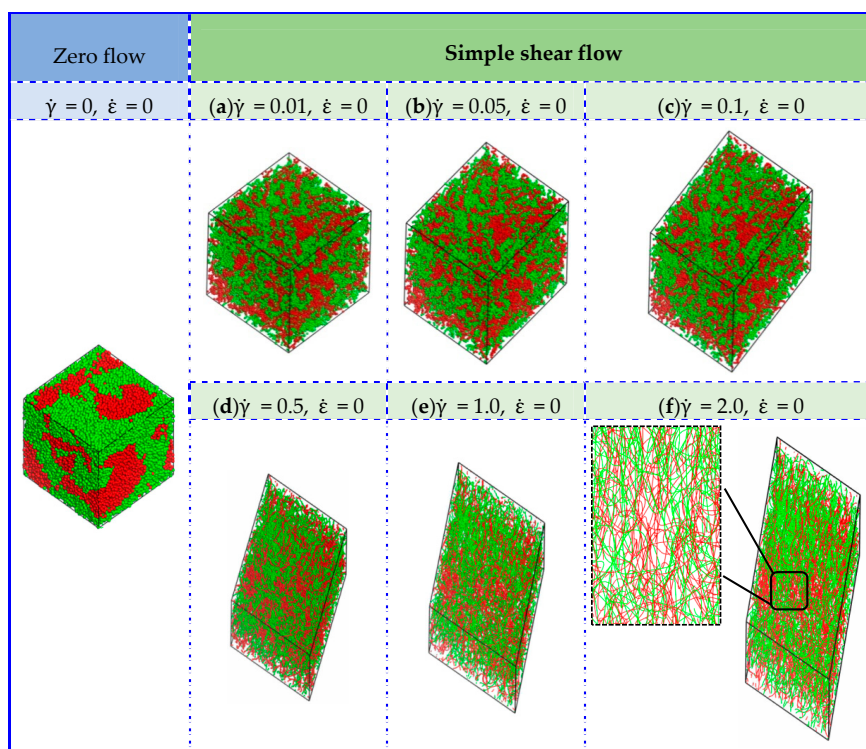 Zero flow
Simple shear flow
γ̇ = 0, ε̇ = 0
(a)γ̇ = 0.01, ε̇ = 0
(b)γ̇ = 0.05, ε̇ = 0
(c)γ̇ = 0.1, ε̇ = 0
(d)γ̇ = 0.5, ε̇ = 0
(e)γ̇ = 1.0, ε̇ = 0
(f)γ̇ = 2.0, ε̇ = 0